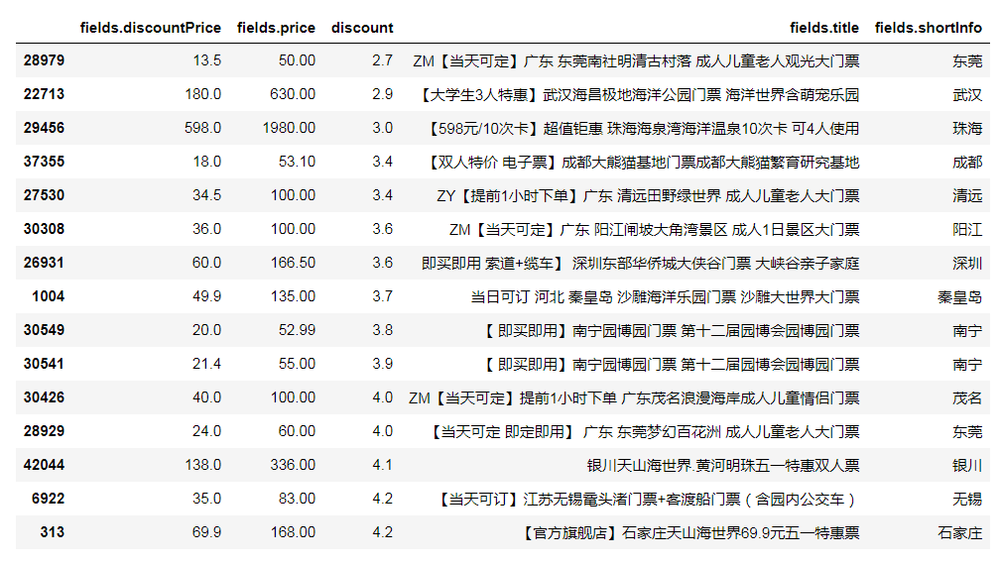 fields.discountPrice fields.price discount fields.title fields.shortInfo
28979 13.5 50.00 2.7 ZM【当天可定】广东 东莞南社明清古村落 成人儿童老人观光大门票 东莞
22713 180.0 630.00 2.9 【大学生3人特惠】武汉海昌极地海洋公园门票 海洋世界含萌宠乐园 武汉
29456 598.0 1980.00 3.0 【598元/10次卡】超值钜惠 珠海海泉湾海洋温泉10次卡 可4人使用 珠海
37355 18.0 53.10 3.4 【双人特价 电子票】成都大熊猫基地门票成都大熊猫繁育研究基地 成都
27530 34.5 100.00 3.4 ZY【提前1小时下单】广东 清远田野绿世界 成人儿童老人大门票 清远
30308 36.0 100.00 3.6 ZM【当天可定】广东 阳江闸坡大角湾景区 成人1日景区大门票 阳江
26931 60.0 166.50 3.6 即买即用 索道+缆车】 深圳东部华侨城大侠谷门票 大峡谷亲子家庭 深圳
1004 49.9 135.00 3.7 当日可订 河北 秦皇岛 沙雕海洋乐园门票 沙雕大世界大门票 秦皇岛
30549 20.0 52.99 3.8 【 即买即用】南宁园博园门票 第十二届园博会园博园门票 南宁
30541 21.4 55.00 3.9 【 即买即用】南宁园博园门票 第十二届园博会园博园门票 南宁
30426 40.0 100.00 4.0 ZM【当天可定】提前1小时下单 广东茂名浪漫海岸成人儿童情侣门票 茂名
28929 24.0 60.00 4.0 【当天可定 即定即用】 广东 东莞梦幻百花洲 成人儿童老人大门票 东莞
42044 138.0 336.00 4.1 银川天山海世界.黄河明珠五一特惠双人票 银川
6922 35.0 83.00 4.2 【当天可订】江苏无锡鼋头渚门票+客渡船门票（含园内公交车） 无锡
313 69.9 168.00 4.2 【官方旗舰店】石家庄天山海世界69.9元五一特惠票 石家庄